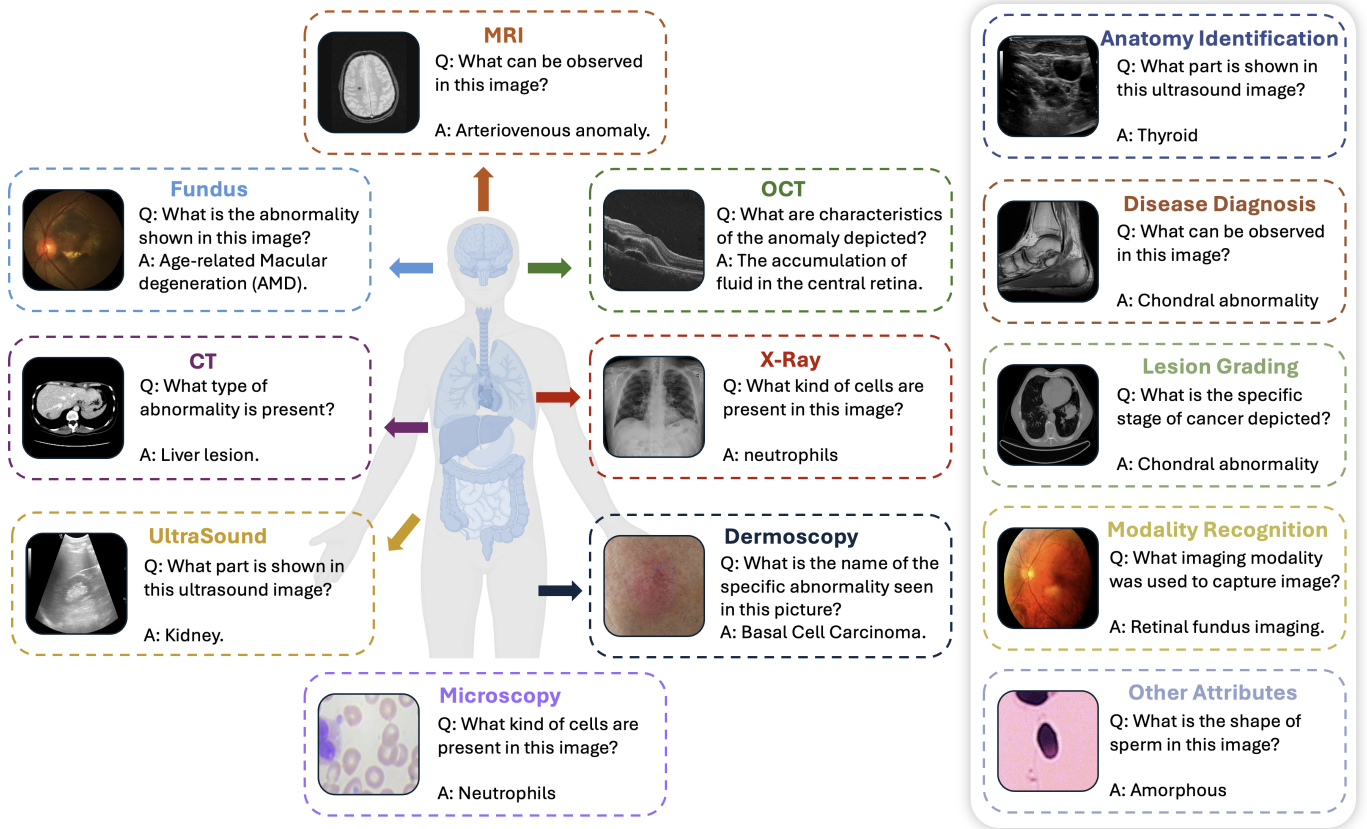 MRI
Q: What can be observed
in this image?
A: Arteriovenous anomaly.
Fundus
Q: What is the abnormality
shown in this image?
A: Age-related Macular
degeneration (AMD).
OCT
Q: What are characteristics
of the anomaly depicted?
A: The accumulation of
fluid in the central retina.
CT
Q: What type of
abnormality is present?
A: Liver lesion.
X-Ray
Q: What kind of cells are
present in this image?
A: neutrophils
UltraSound
Q: What part is shown in
this ultrasound image?
A: Kidney.
Dermoscopy
Q: What is the name of the
specific abnormality seen
in this picture?
A: Basal Cell Carcinoma.
Microscopy
Q: What kind of cells are
present in this image?
A: Neutrophils
Anatomy Identification
Q: What part is shown in
this ultrasound image?
A: Thyroid
Disease Diagnosis
Q: What can be observed
in this image?
A: Chondral abnormality
Lesion Grading
Q: What is the specific
stage of cancer depicted?
A: Chondral abnormality
Modality Recognition
Q: What imaging modality
was used to capture image?
A: Retinal fundus imaging.
Other Attributes
Q: What is the shape of
sperm in this image?
A: Amorphous